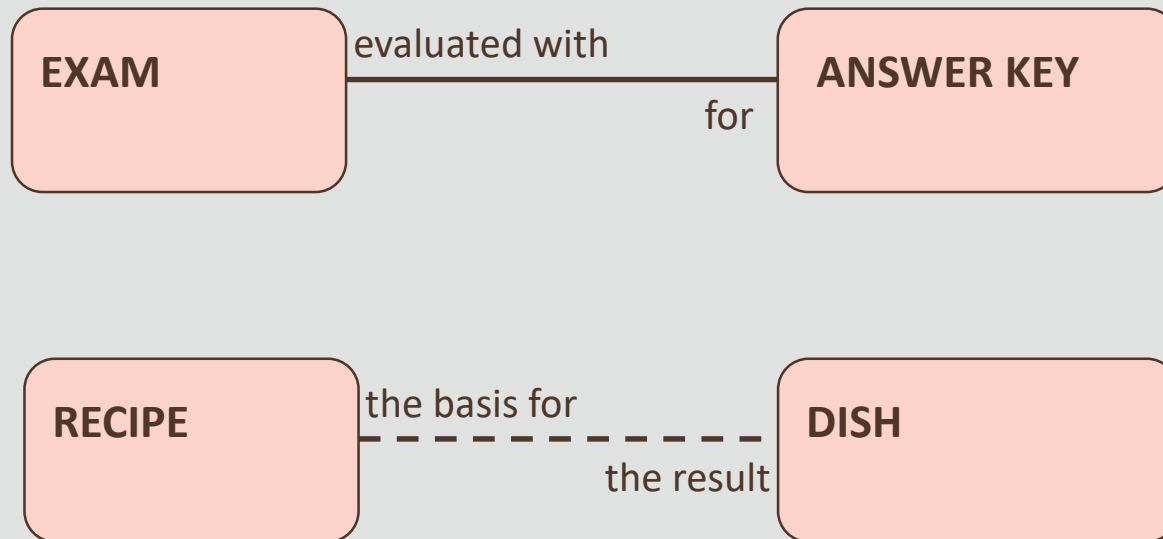 EXAM
evaluated with
for
ANSWER KEY
RECIPE
the basis for
the result
DISH